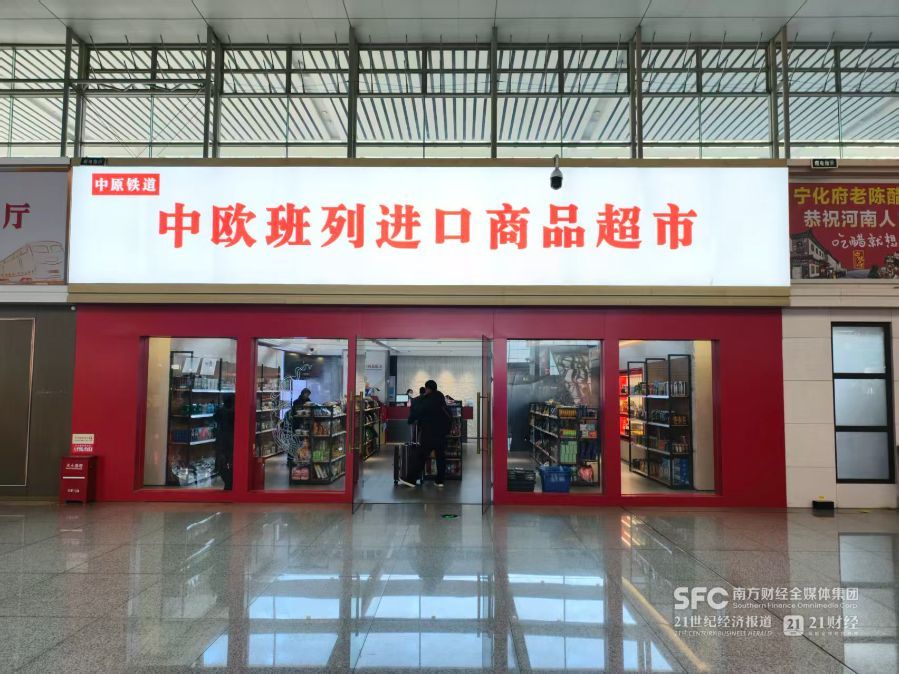 中原铁道
中欧班列进口商品超市
厅
宁化府老陈醋
恭祝河南人
吃醋就想
SFC 南方财经全媒体集团
Southern Finance Omnimedia Corp.
21世纪经济报道
21ST CENTURY BUSINESS HERALD
21财经